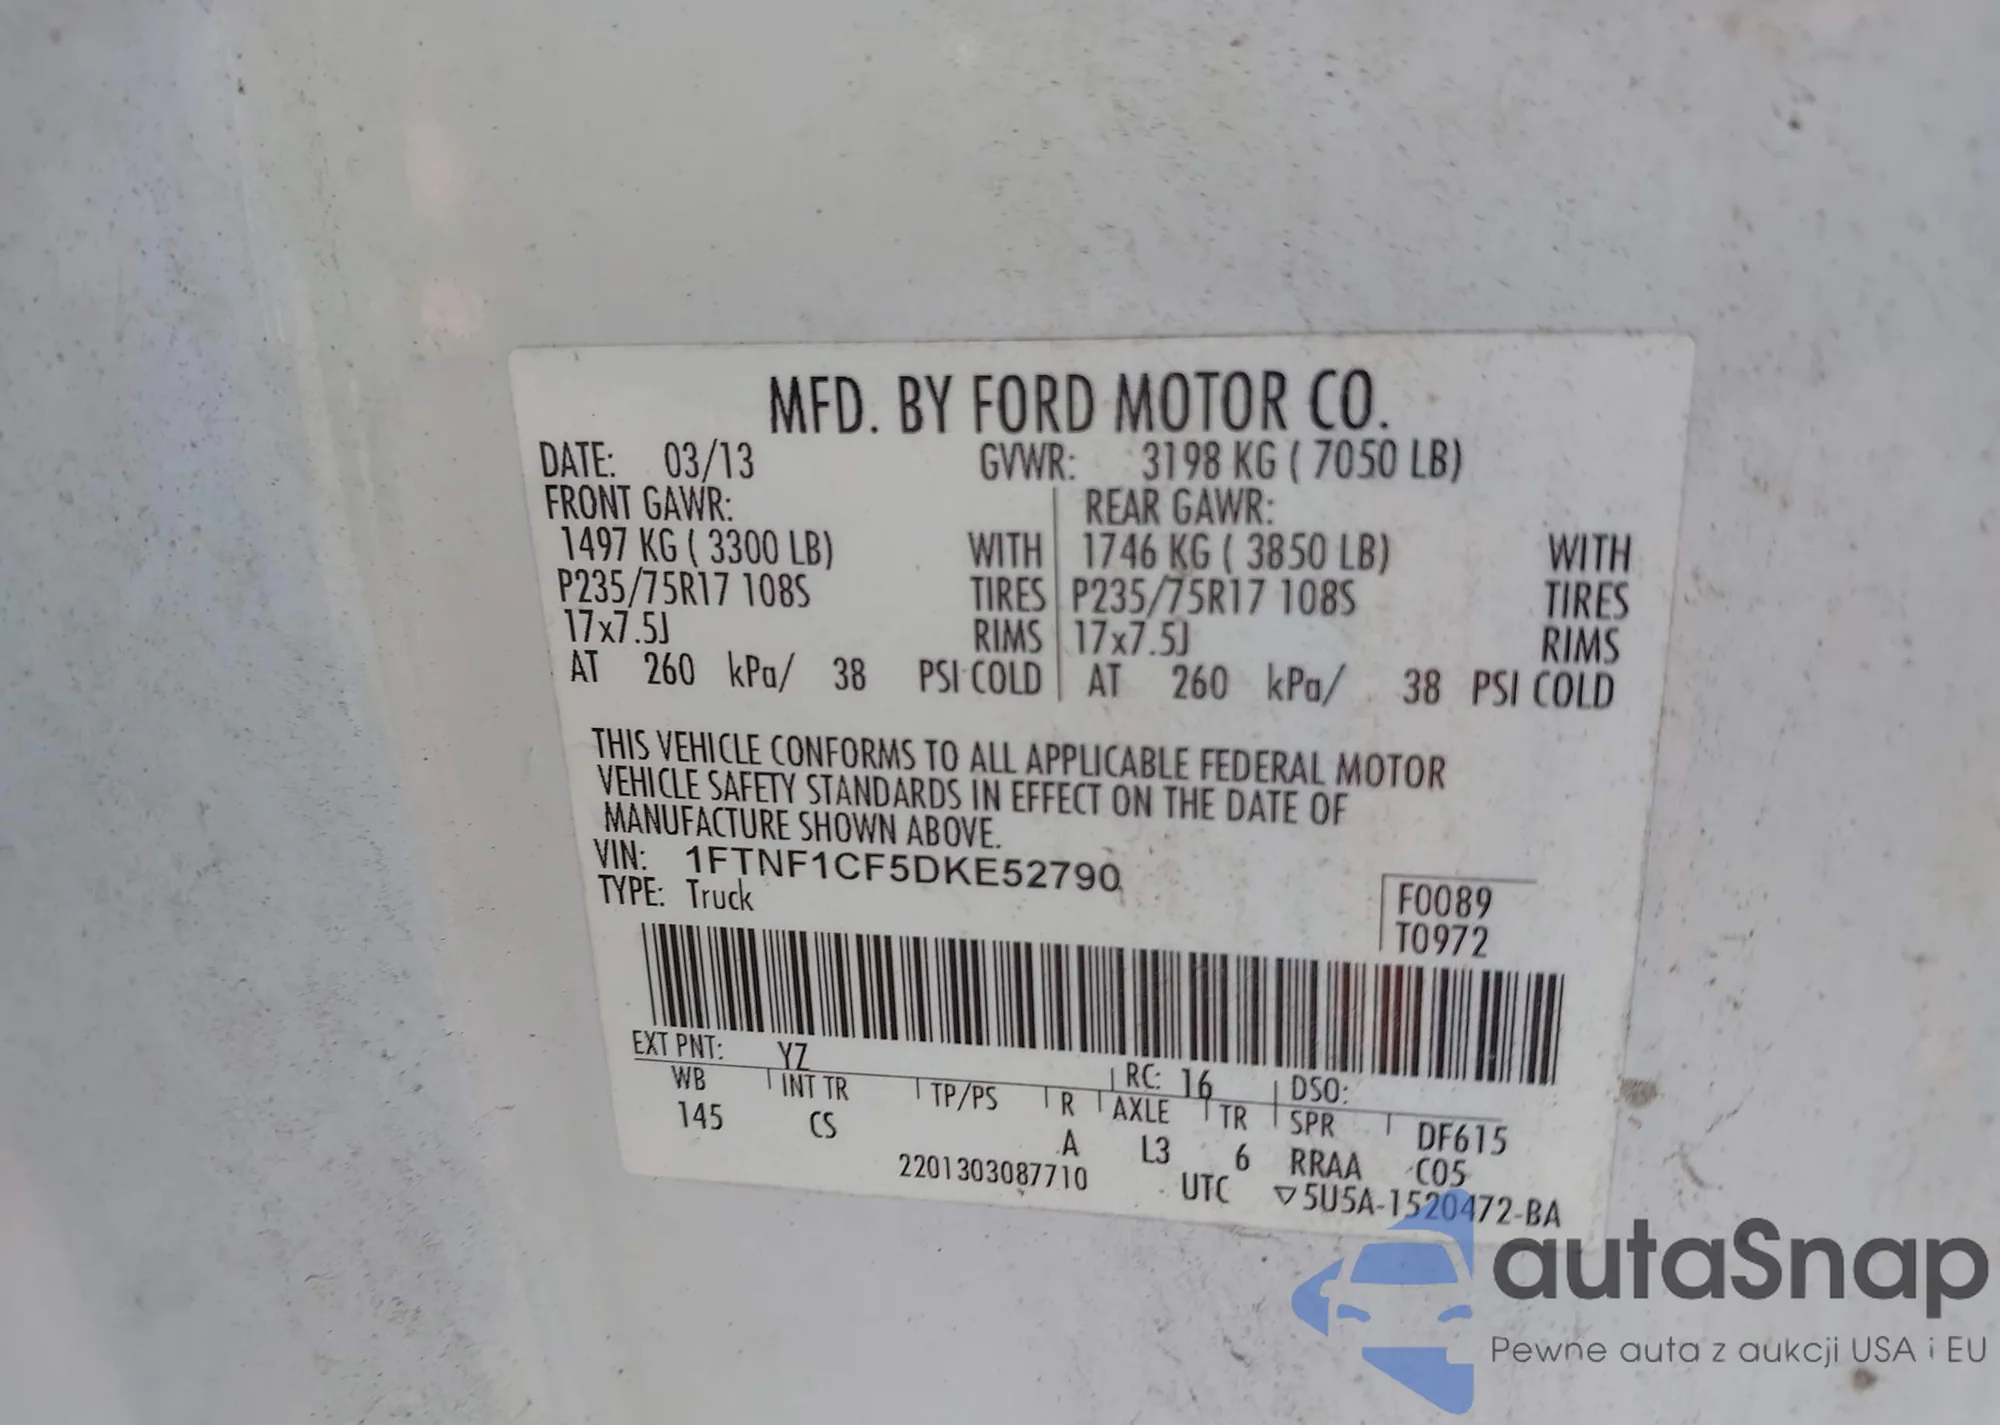 MFD. BY FORD MOTOR CO.
DATE: 03/13 GVWR: 3198 KG ( 7050 LB)
FRONT GAWR: REAR GAWR:
1497 KG ( 3300 LB) WITH 1746 KG ( 3850 LB) WITH
P235/75R17 108S TIRES P235/75R17 108S TIRES
17x7.5J RIMS 17x7.5J RIMS
AT 260 kPa/ 38 PSI COLD AT 260 kPa/ 38 PSI COLD
THIS VEHICLE CONFORMS TO ALL APPLICABLE FEDERAL MOTOR
VEHICLE SAFETY STANDARDS IN EFFECT ON THE DATE OF
MANUFACTURE SHOWN ABOVE.
VIN: 1FTNF1CF5DKE52790
TYPE: Truck
F0089
T0972
EXT PNT: YZ RC: 16 DSO:
WB INT TR TP/PS R AXLE TR SPR DF615
145 CS A L3 6 RRAA C05
2201303087710 UTC ▽5U5A-1520472-BA
autaSnap
Pewne auta z aukcji USA i EU